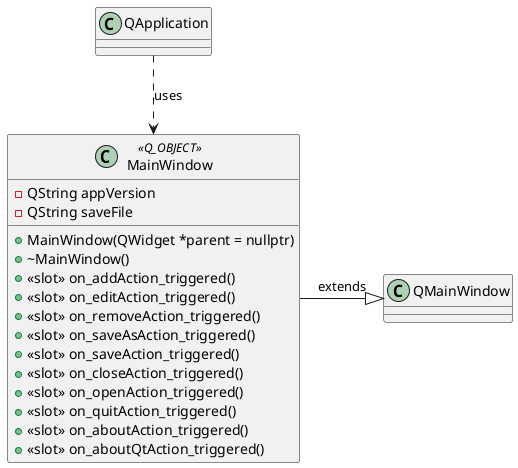 C QApplication
uses
«Q_OBJECT»
C MainWindow
QString appVersion
QString saveFile
MainWindow(QWidget *parent = nullptr)
~MainWindow()
«slot» on_addAction_triggered()
«slot» on_editAction_triggered()
«slot» on_removeAction_triggered()
«slot» on_saveAsAction_triggered()
«slot» on_saveAction_triggered()
«slot» on_closeAction_triggered()
«slot» on_openAction_triggered()
«slot» on_quitAction_triggered()
«slot» on_aboutAction_triggered()
«slot» on_aboutQtAction_triggered()
extends
C QMainWindow